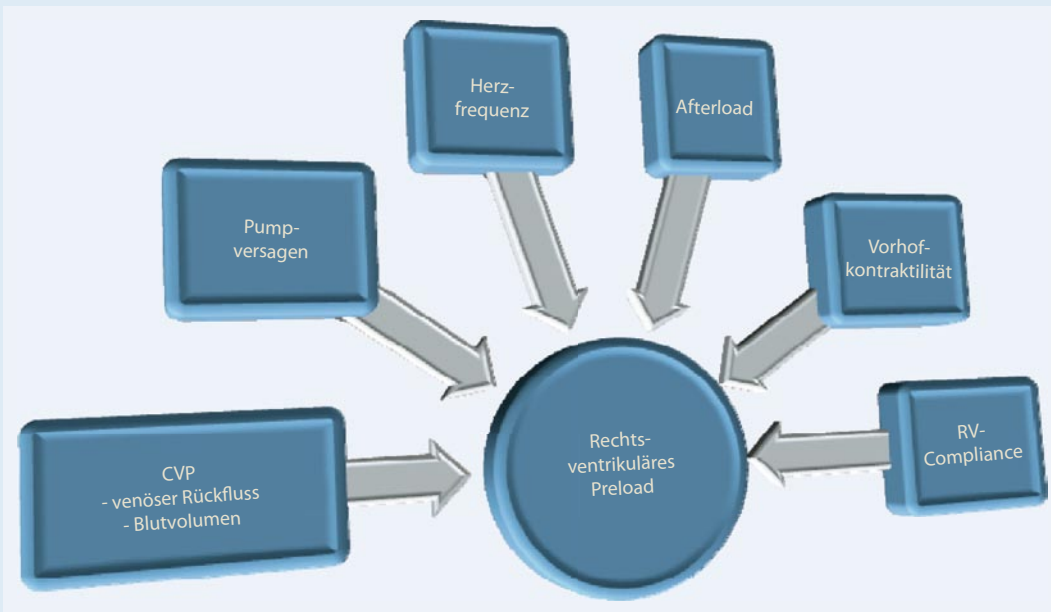 Herz-
frequenz
Afterload
Pump-
versagen
Vorhof-
kontraktilität
CVP
- venöser Rückfluss
- Blutvolumen
Rechts-
ventrikuläres
Preload
RV-
Compliance